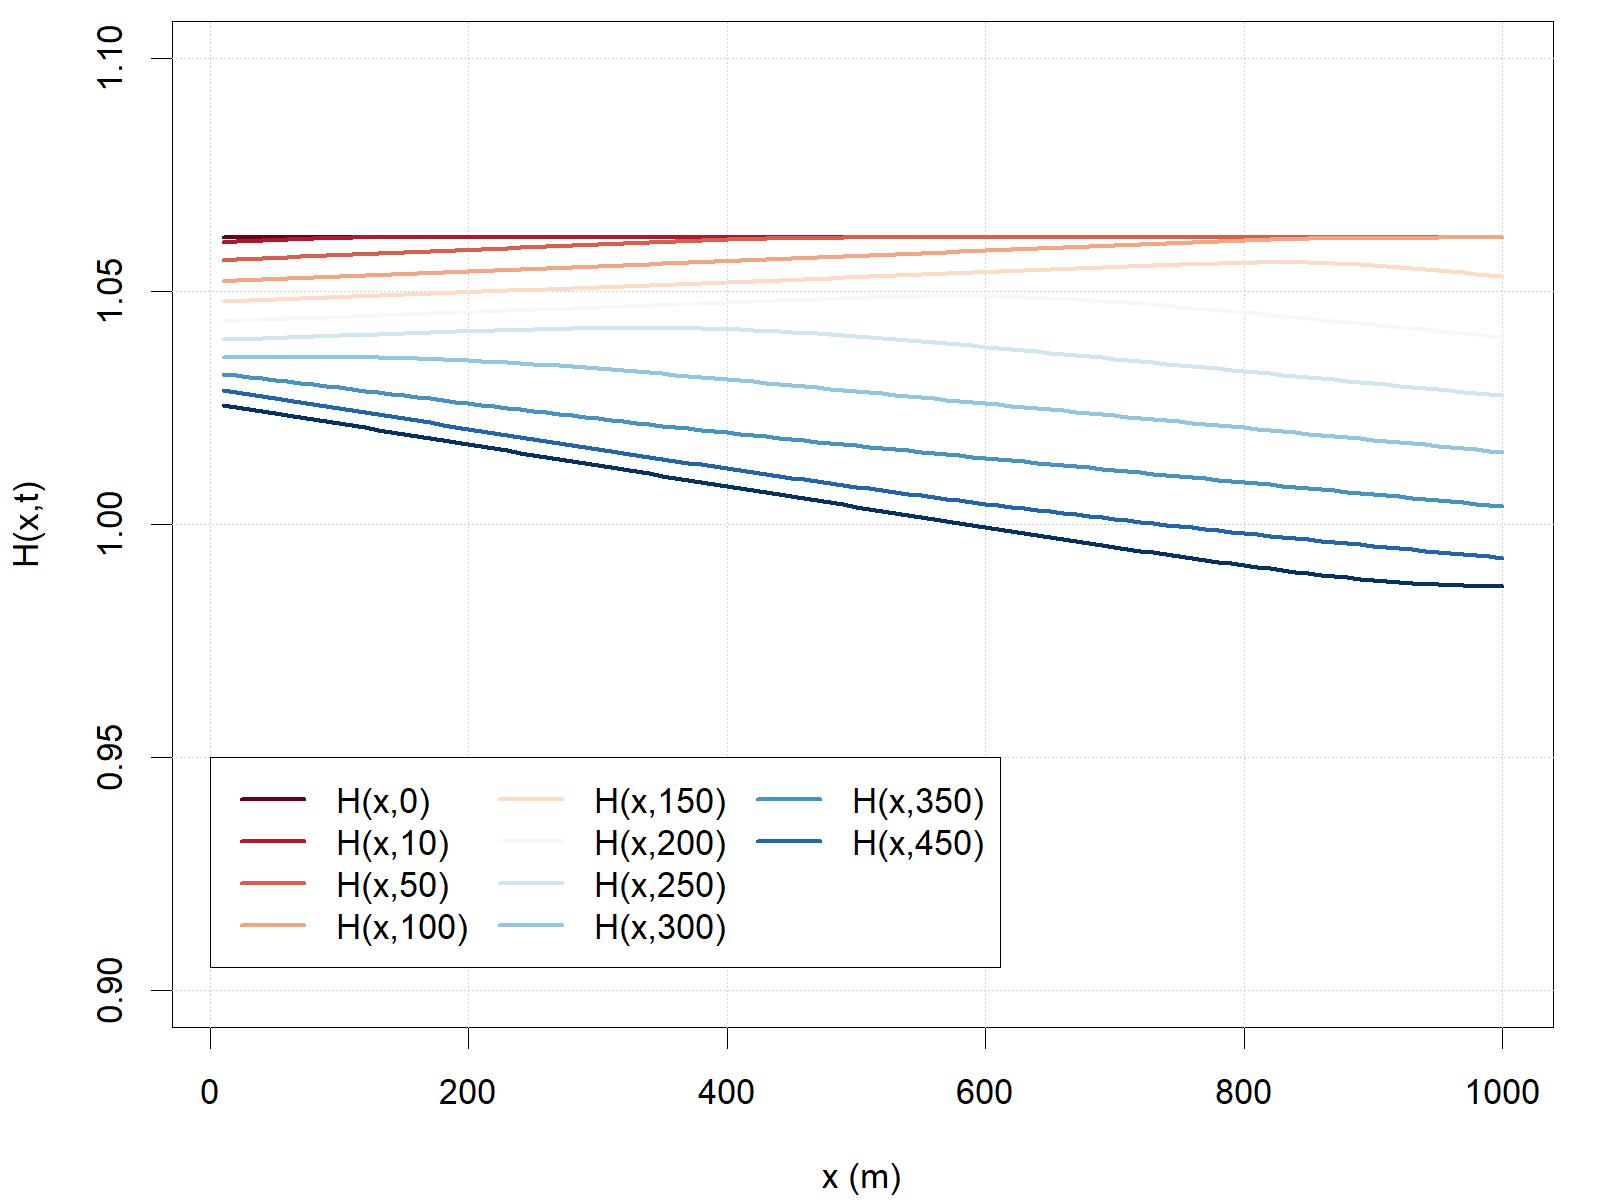 H(x,t)
1.10
1.05
1.00
0.95
0.90
H(x,0) H(x,150) H(x,350)
H(x,10) H(x,200) H(x,450)
H(x,50) H(x,250)
H(x,100) H(x,300)
0 200 400 600 800 1000
x (m)